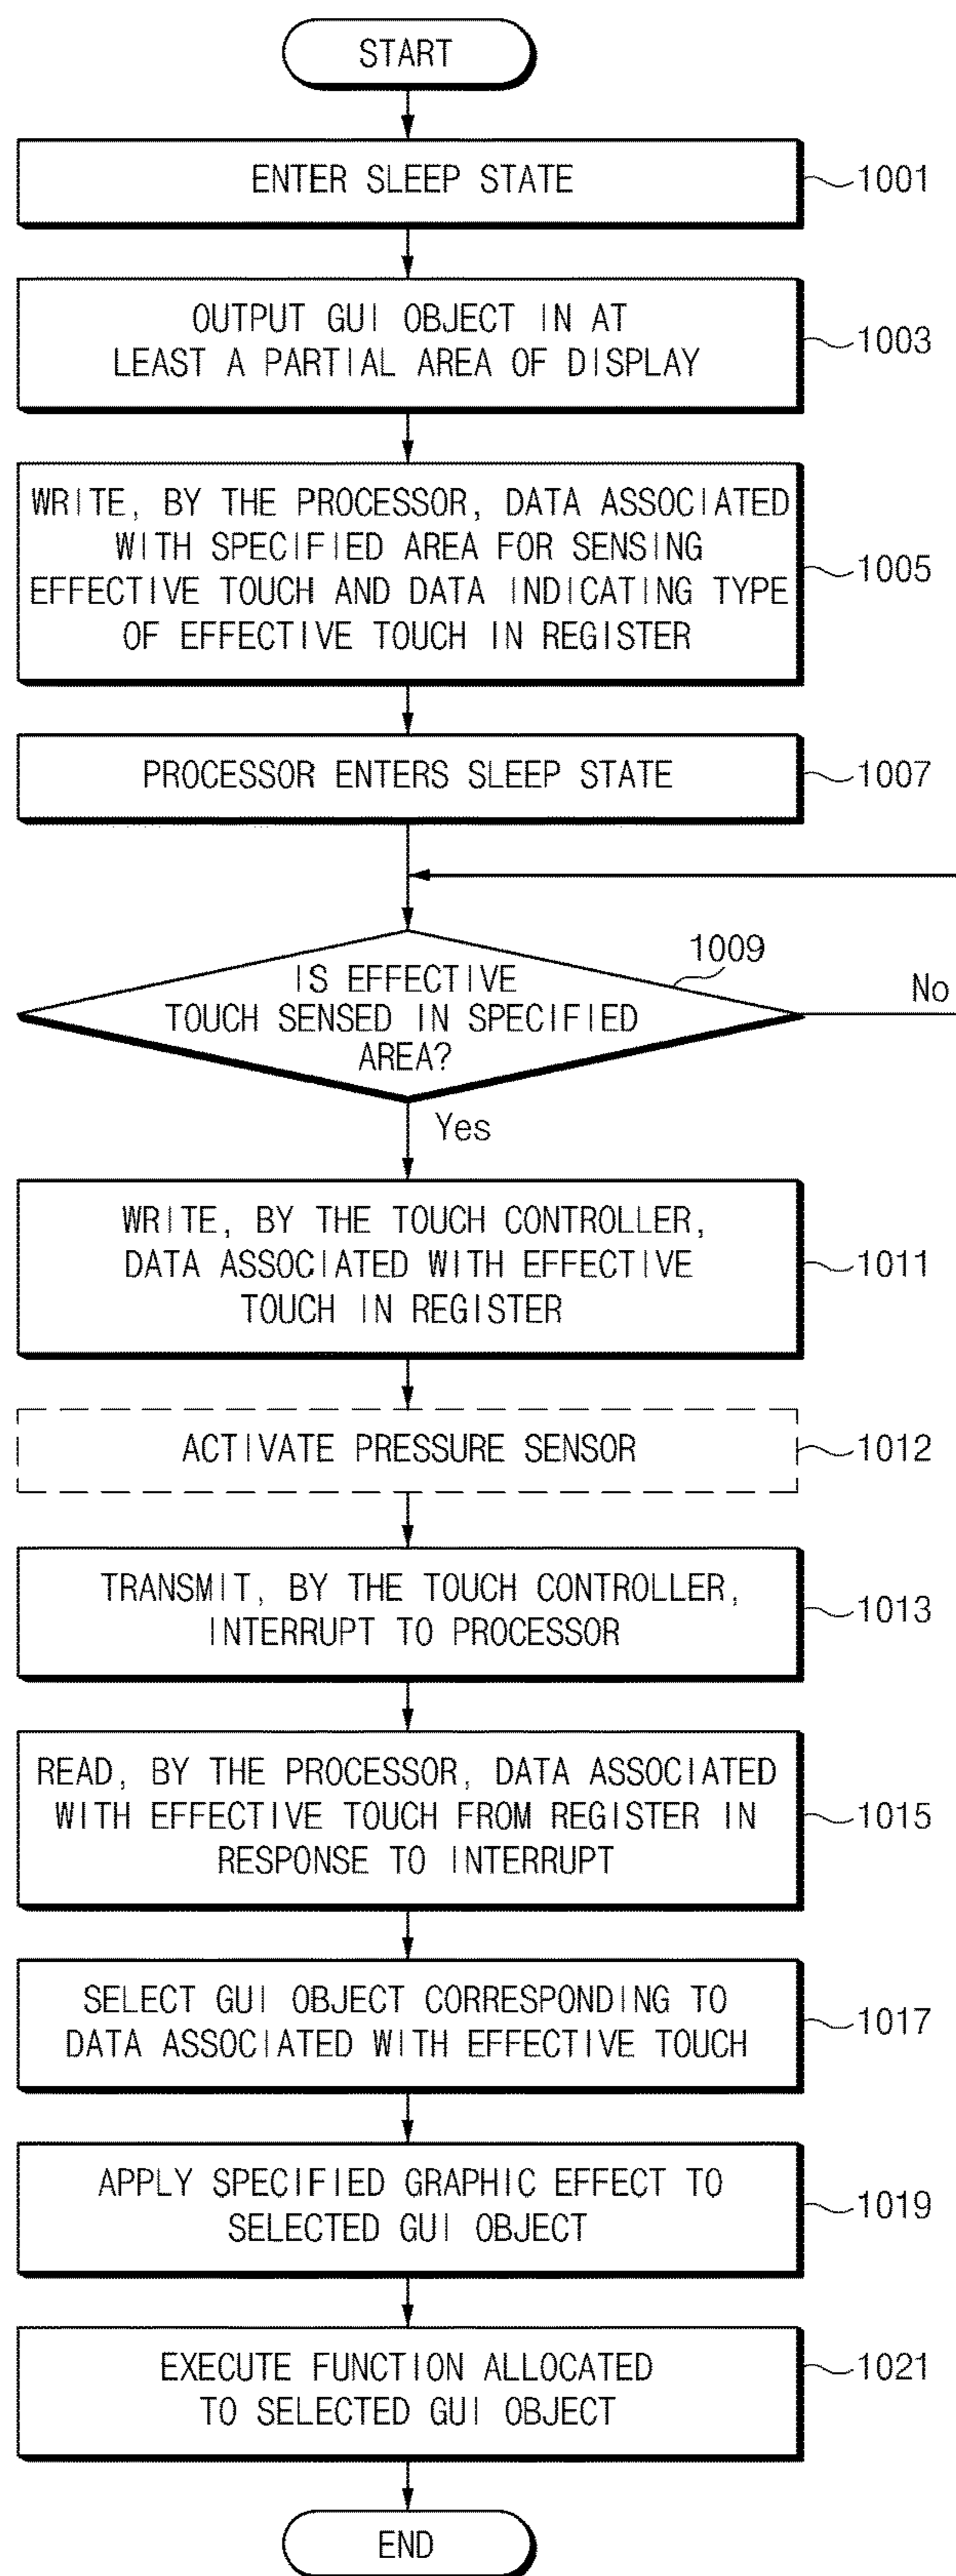 START
ENTER SLEEP STATE
1001
OUTPUT GUI OBJECT IN AT
LEAST A PARTIAL AREA OF DISPLAY
1003
WRITE, BY THE PROCESSOR, DATA ASSOCIATED
WITH SPECIFIED AREA FOR SENSING
EFFECTIVE TOUCH AND DATA INDICATING TYPE
OF EFFECTIVE TOUCH IN REGISTER
1005
PROCESSOR ENTERS SLEEP STATE
1007
1009
IS EFFECTIVE
TOUCH SENSED IN SPECIFIED
AREA?
No
Yes
WRITE, BY THE TOUCH CONTROLLER,
DATA ASSOCIATED WITH EFFECTIVE
TOUCH IN REGISTER
1011
ACTIVATE PRESSURE SENSOR
1012
TRANSMIT, BY THE TOUCH CONTROLLER,
INTERRUPT TO PROCESSOR
1013
READ, BY THE PROCESSOR, DATA ASSOCIATED
WITH EFFECTIVE TOUCH FROM REGISTER IN
RESPONSE TO INTERRUPT
1015
SELECT GUI OBJECT CORRESPONDING TO
DATA ASSOCIATED WITH EFFECTIVE TOUCH
1017
APPLY SPECIFIED GRAPHIC EFFECT TO
SELECTED GUI OBJECT
1019
EXECUTE FUNCTION ALLOCATED
TO SELECTED GUI OBJECT
1021
END